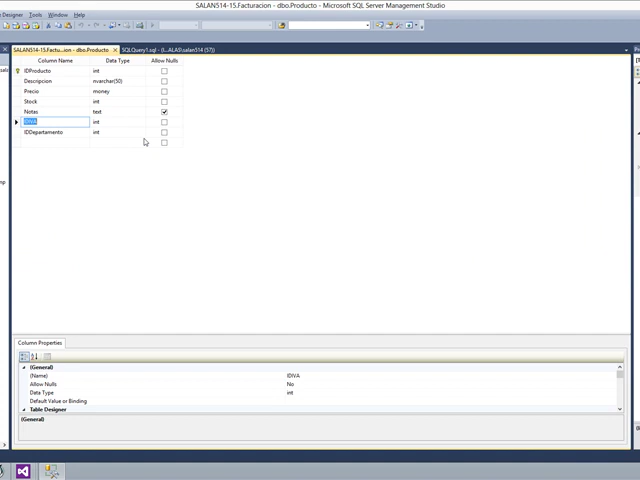 SALAN514-15.Facturacion - dbo.Producto - Microsoft SQL Server Management Studio
Designer Tools Window Help
SALAN514-15.Factu...ion - dbo.Producto SQLQuery1.sql - (l...ALAS\salan514 (57))
Column Name Data Type Allow Nulls
IDProducto int
Descripcion nvarchar(50)
Precio money
Stock int
Notas text
IDIVA int
IDDepartamento int
Column Properties
(General)
(Name) IDIVA
Allow Nulls No
Data Type int
Default Value or Binding
Table Designer
(General)